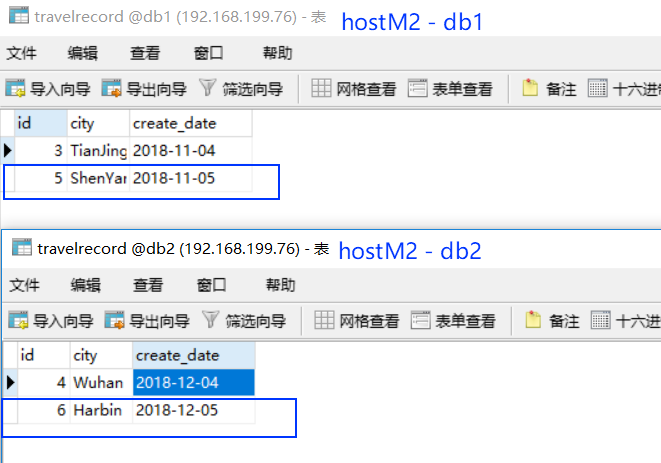 travelrecord @db1 (192.168.199.76) - 表 hostM2 - db1
文件 编辑 查看 窗口 帮助
导入向导 导出向导 筛选向导 网格查看 表单查看 备注 十六进制
id city create_date
3 TianJing 2018-11-04
5 ShenYan 2018-11-05
travelrecord @db2 (192.168.199.76) - 表 hostM2 - db2
文件 编辑 查看 窗口 帮助
导入向导 导出向导 筛选向导 网格查看 表单查看 备注 十六进
id city create_date
4 Wuhan 2018-12-04
6 Harbin 2018-12-05